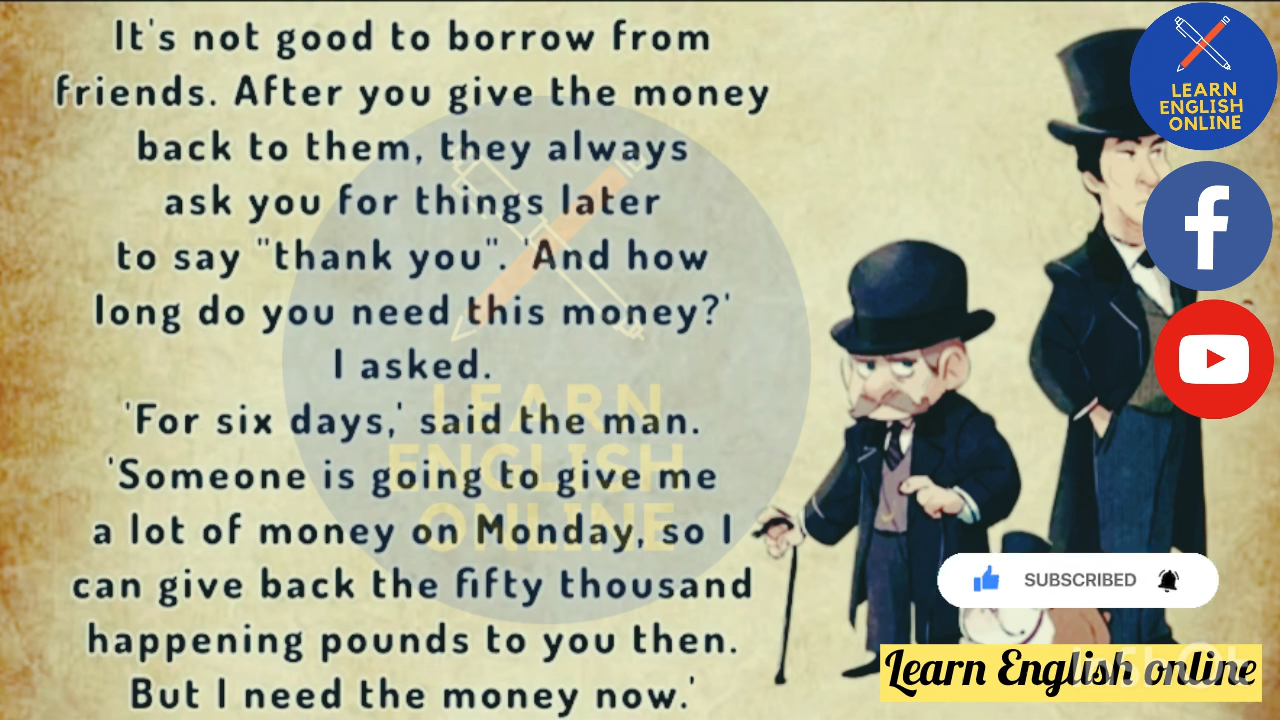 It's not good to borrow from
friends. After you give the money
back to them, they always
ask you for things later
to say "thank you". 'And how
long do you need this money?'
I asked.
'For six days,' said the man.
'Someone is going to give me
a lot of money on Monday, so I
can give back the fifty thousand
happening pounds to you then.
But I need the money now.'
LEARN
ENGLISH
ONLINE
LEARN
ENGLISH
ONLINE
SUBSCRIBED
Learn English online